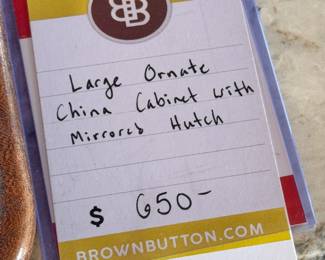 Large Ornate
China Cabinet with
Mirrored Hutch
$ 650-
BROWNBUTTON.COM